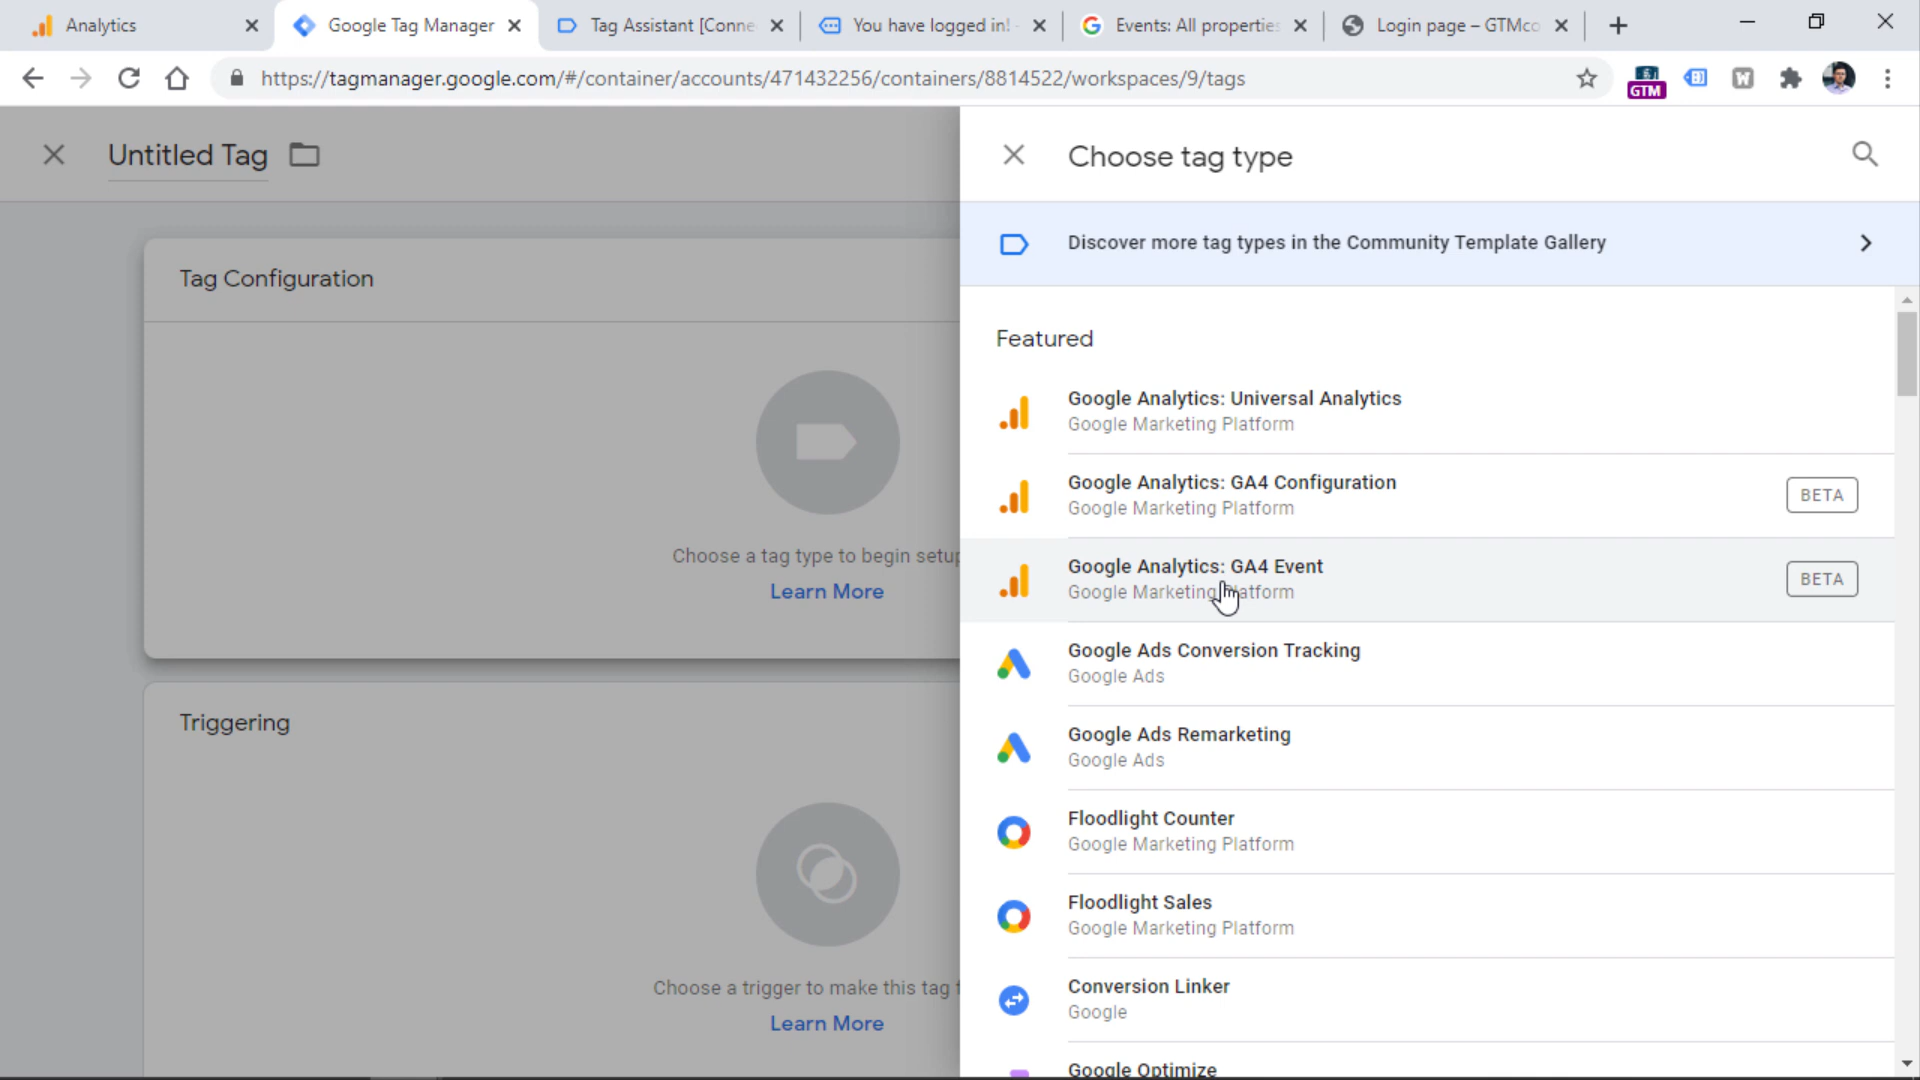 Analytics
Google Tag Manager
Tag Assistant [Conne
You have logged in! -
Events: All properties
Login page – GTMco
https://tagmanager.google.com/#/container/accounts/471432256/containers/8814522/workspaces/9/tags
GTM
W
Untitled Tag
Tag Configuration
Choose a tag type to begin setup
Learn More
Triggering
Choose a trigger to make this tag f
Learn More
Choose tag type
Discover more tag types in the Community Template Gallery
Featured
Google Analytics: Universal Analytics
Google Marketing Platform
Google Analytics: GA4 Configuration
Google Marketing Platform
BETA
Google Analytics: GA4 Event
Google Marketing Platform
BETA
Google Ads Conversion Tracking
Google Ads
Google Ads Remarketing
Google Ads
Floodlight Counter
Google Marketing Platform
Floodlight Sales
Google Marketing Platform
Conversion Linker
Google
Google Optimize